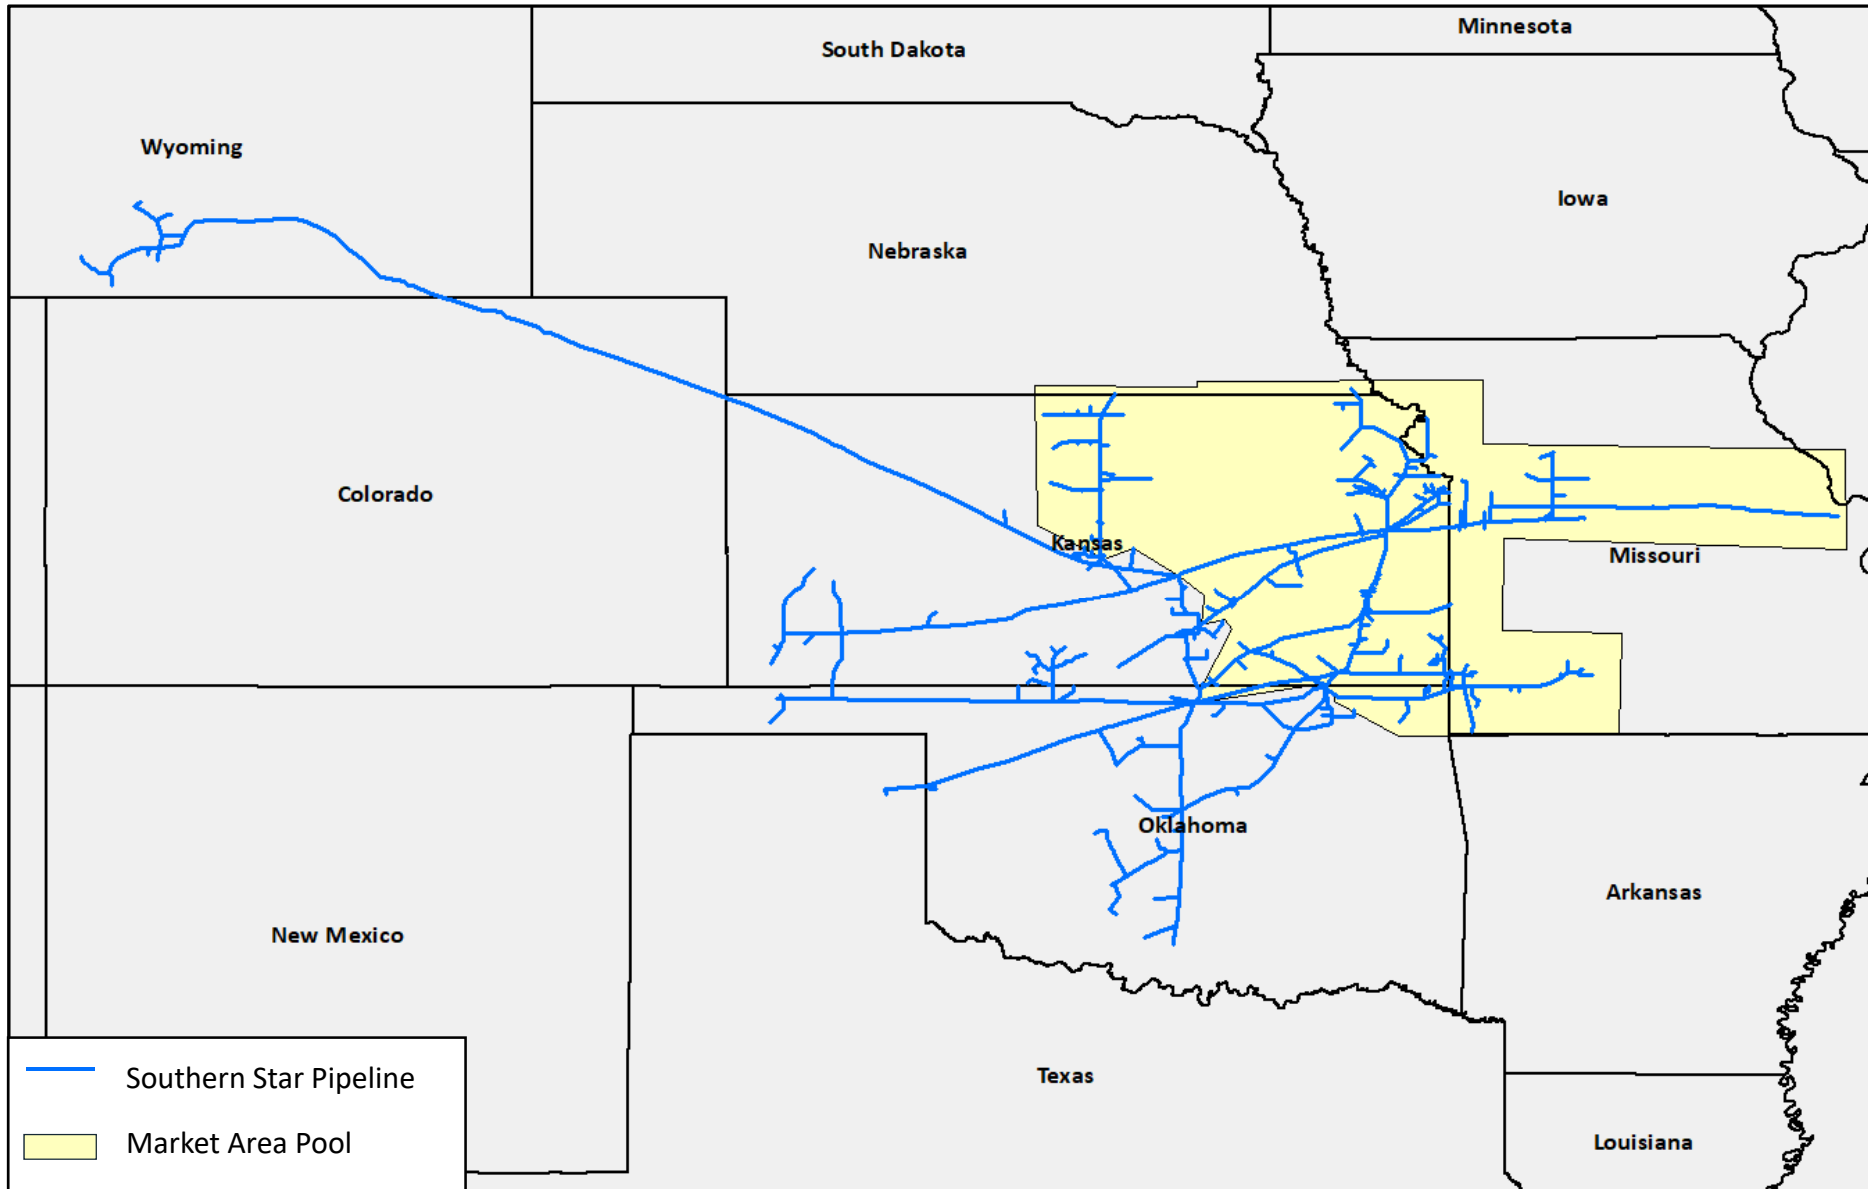 Minnesota
South Dakota
Wyoming
Iowa
Nebraska
Colorado
Kansas
Missouri
Oklahoma
Arkansas
New Mexico
Texas
Louisiana
Southern Star Pipeline
Market Area Pool